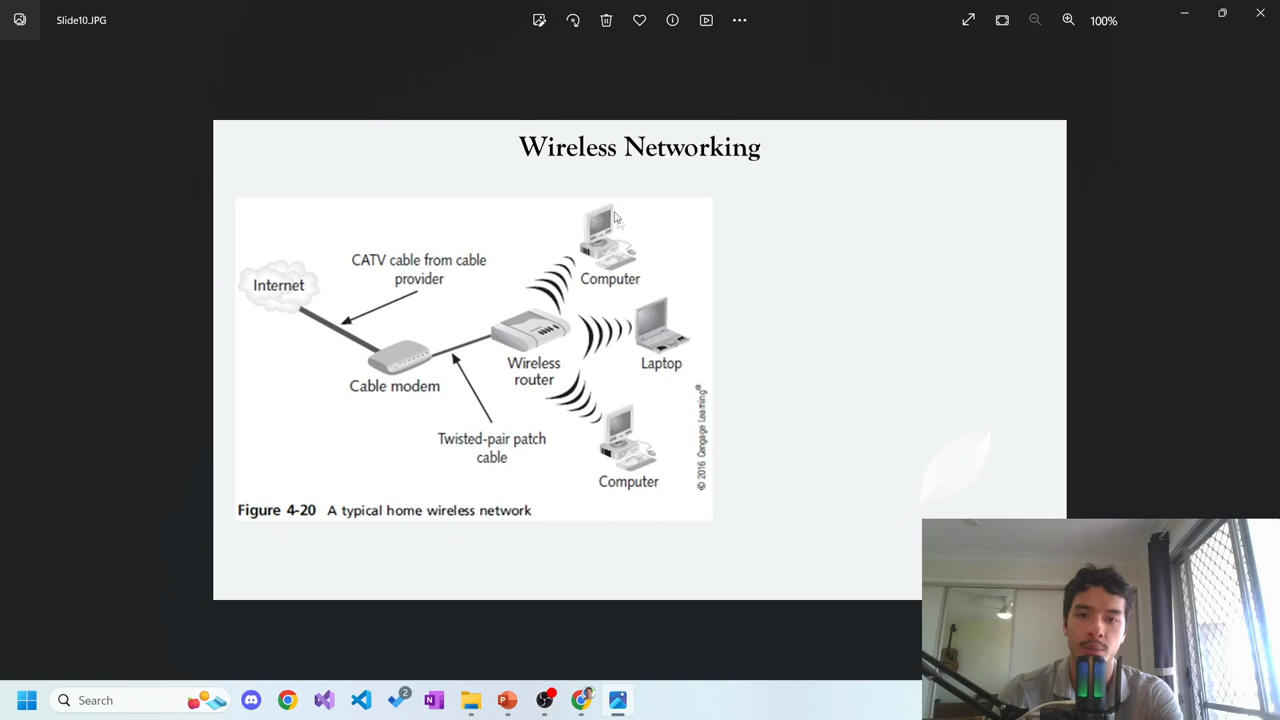 Slide10.JPG
100%
Wireless Networking
CATV cable from cable
provider
Internet
Computer
Cable modem
Wireless
router
Laptop
Twisted-pair patch
cable
Computer
© 2016 Cengage Learning®
Figure 4-20 A typical home wireless network
Search
2